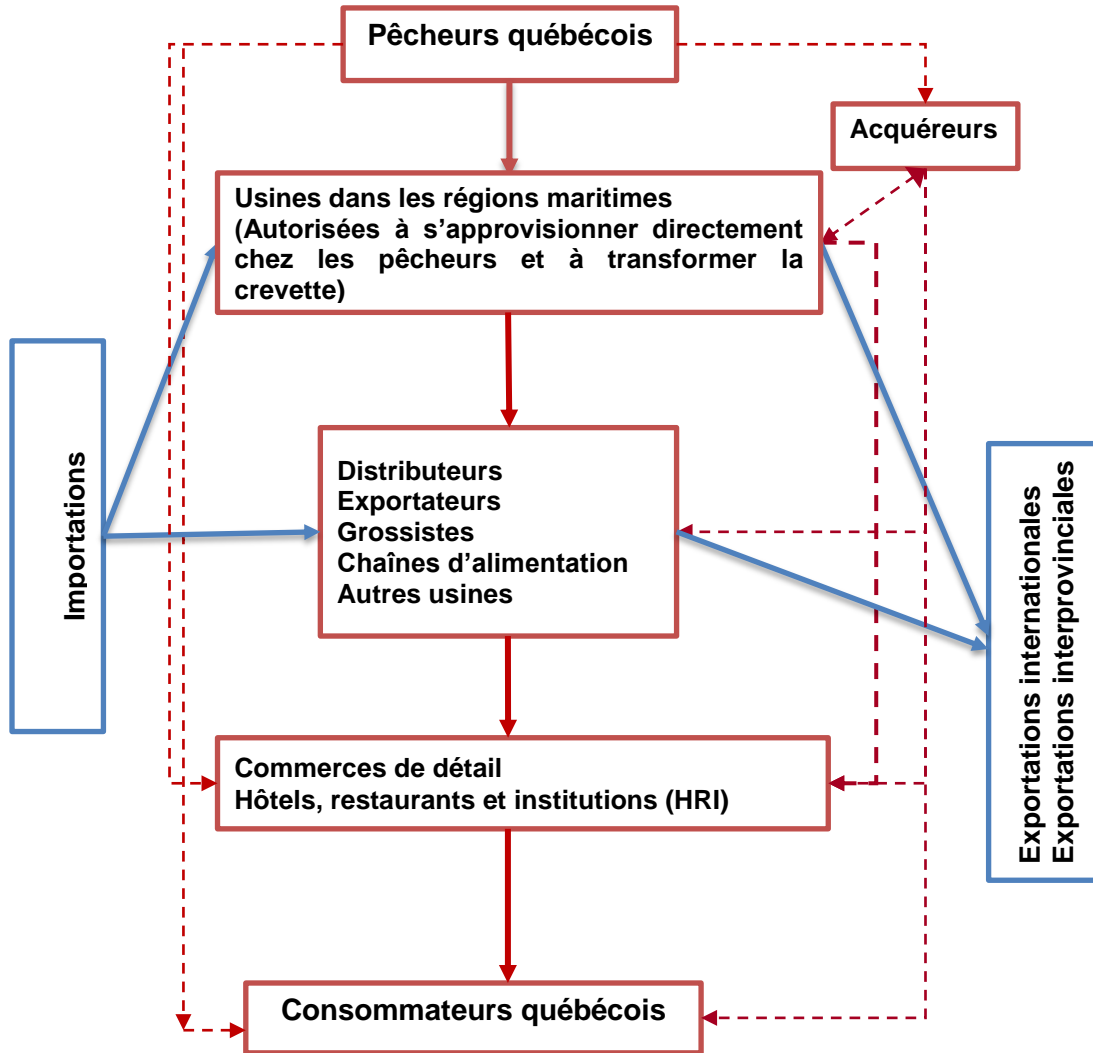 Pêcheurs québécois
Acquéreurs
Usines dans les régions maritimes
(Autorisées à s’approvisionner directement
chez les pêcheurs et à transformer la
crevette)
Importations
Distributeurs
Exportateurs
Grossistes
Chaînes d’alimentation
Autres usines
Exportations internationales
Exportations interprovinciales
Commerces de détail
Hôtels, restaurants et institutions (HRI)
Consommateurs québécois